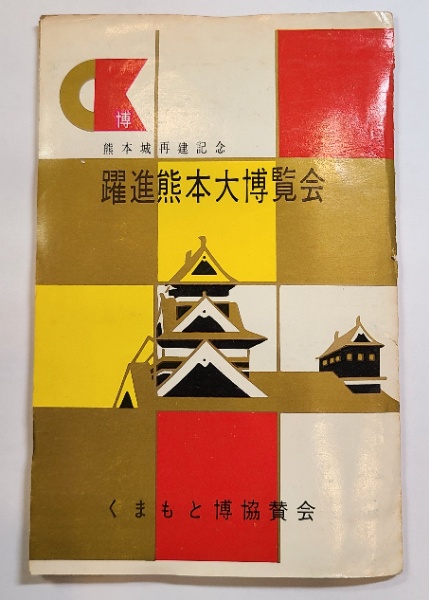 博
熊本城再建記念
躍進熊本大博覧会
くまもと博協賛会